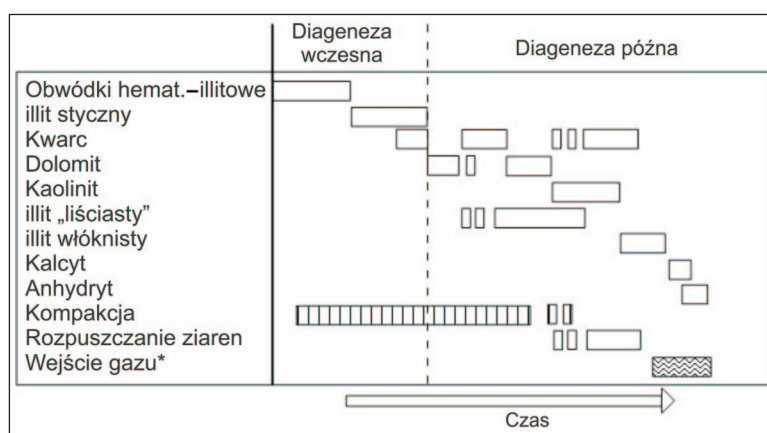 Diageneza
wczesna
Diageneza późna
Obwódki hemat.–illitowe
illit styczny
Kwarc
Dolomit
Kaolinit
illit „liściasty”
illit włóknisty
Kalcyt
Anhydryt
Kompakcja
Rozpuszczanie ziaren
Wejście gazu*
Czas